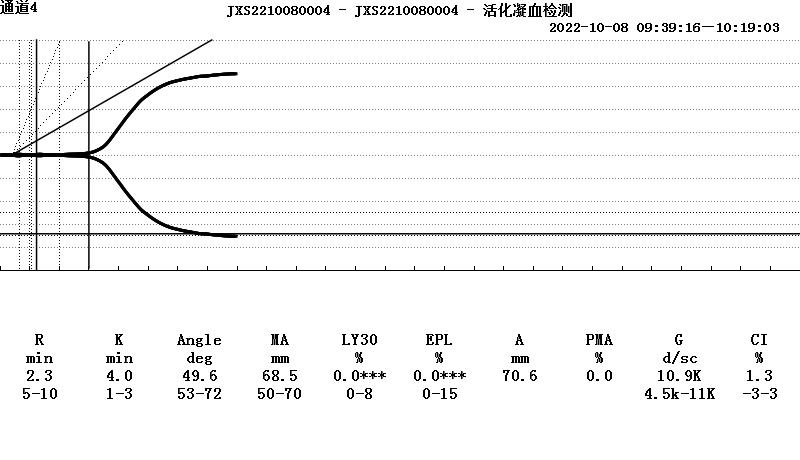 通道4
JXS2210080004 - JXS2210080004 - 活化凝血检测
2022-10-08 09:39:16--10:19:03
R K Angle MA LY30 EPL A PMA G CI
min min deg mm % % mm % d/sc %
2.3 4.0 49.6 68.5 0.0*** 0.0*** 70.6 0.0 10.9K 1.3
5-10 1-3 53-72 50-70 0-8 0-15 4.5k-11K -3-3